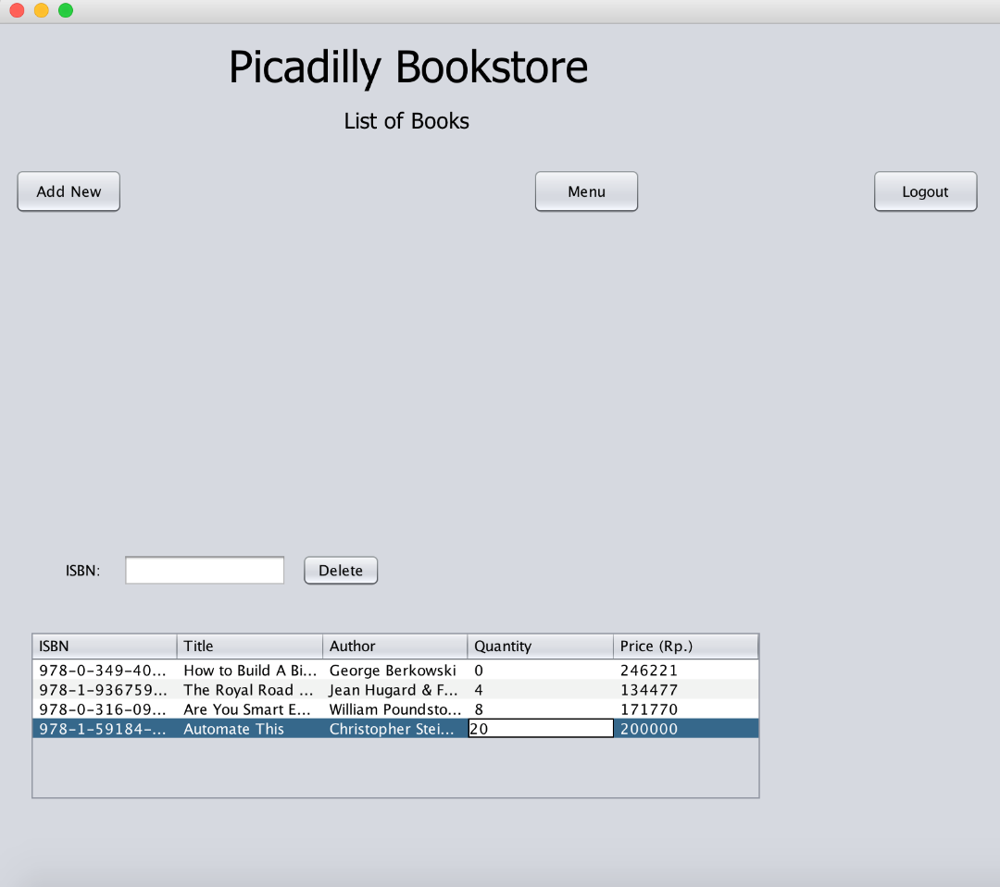 Picadilly Bookstore
List of Books
Add New Menu Logout
ISBN: Delete
ISBN Title Author Quantity Price (Rp.)
978-0-349-40... How to Build A Bi... George Berkowski 0 246221
978-1-936759... The Royal Road ... Jean Hugard & F... 4 134477
978-0-316-09... Are You Smart E... William Poundsto... 8 171770
978-1-59184-... Automate This Christopher Stei... 20 200000